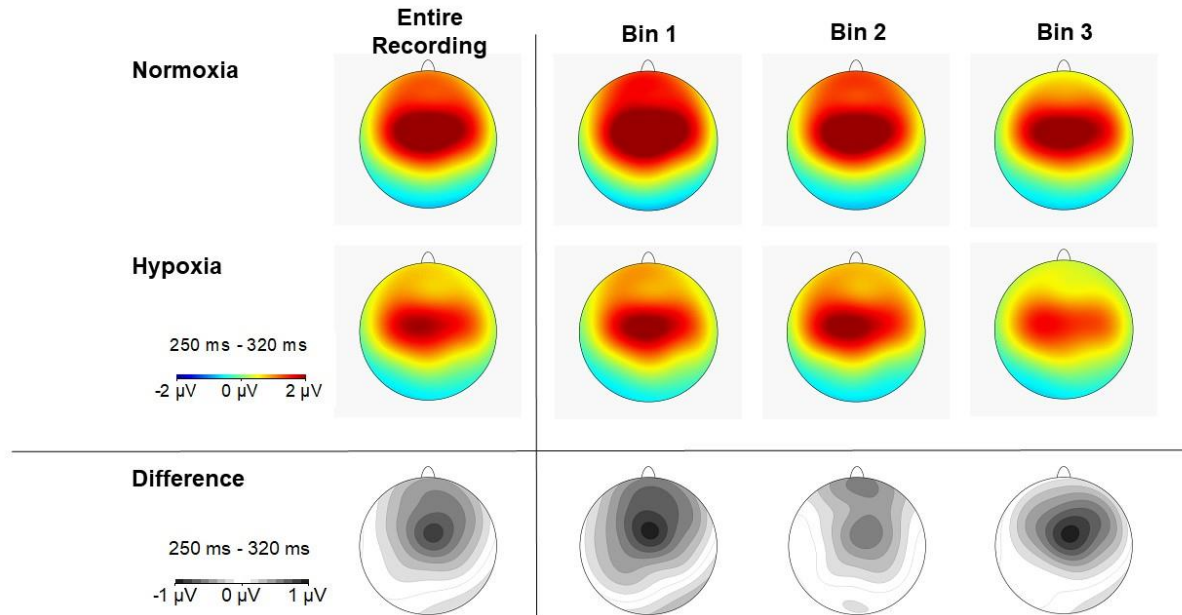 Entire
Recording
Bin 1
Bin 2
Bin 3
Normoxia
Hypoxia
250 ms - 320 ms
-2 µV 0 µV 2 µV
Difference
250 ms - 320 ms
-1 µV 0 µV 1 µV